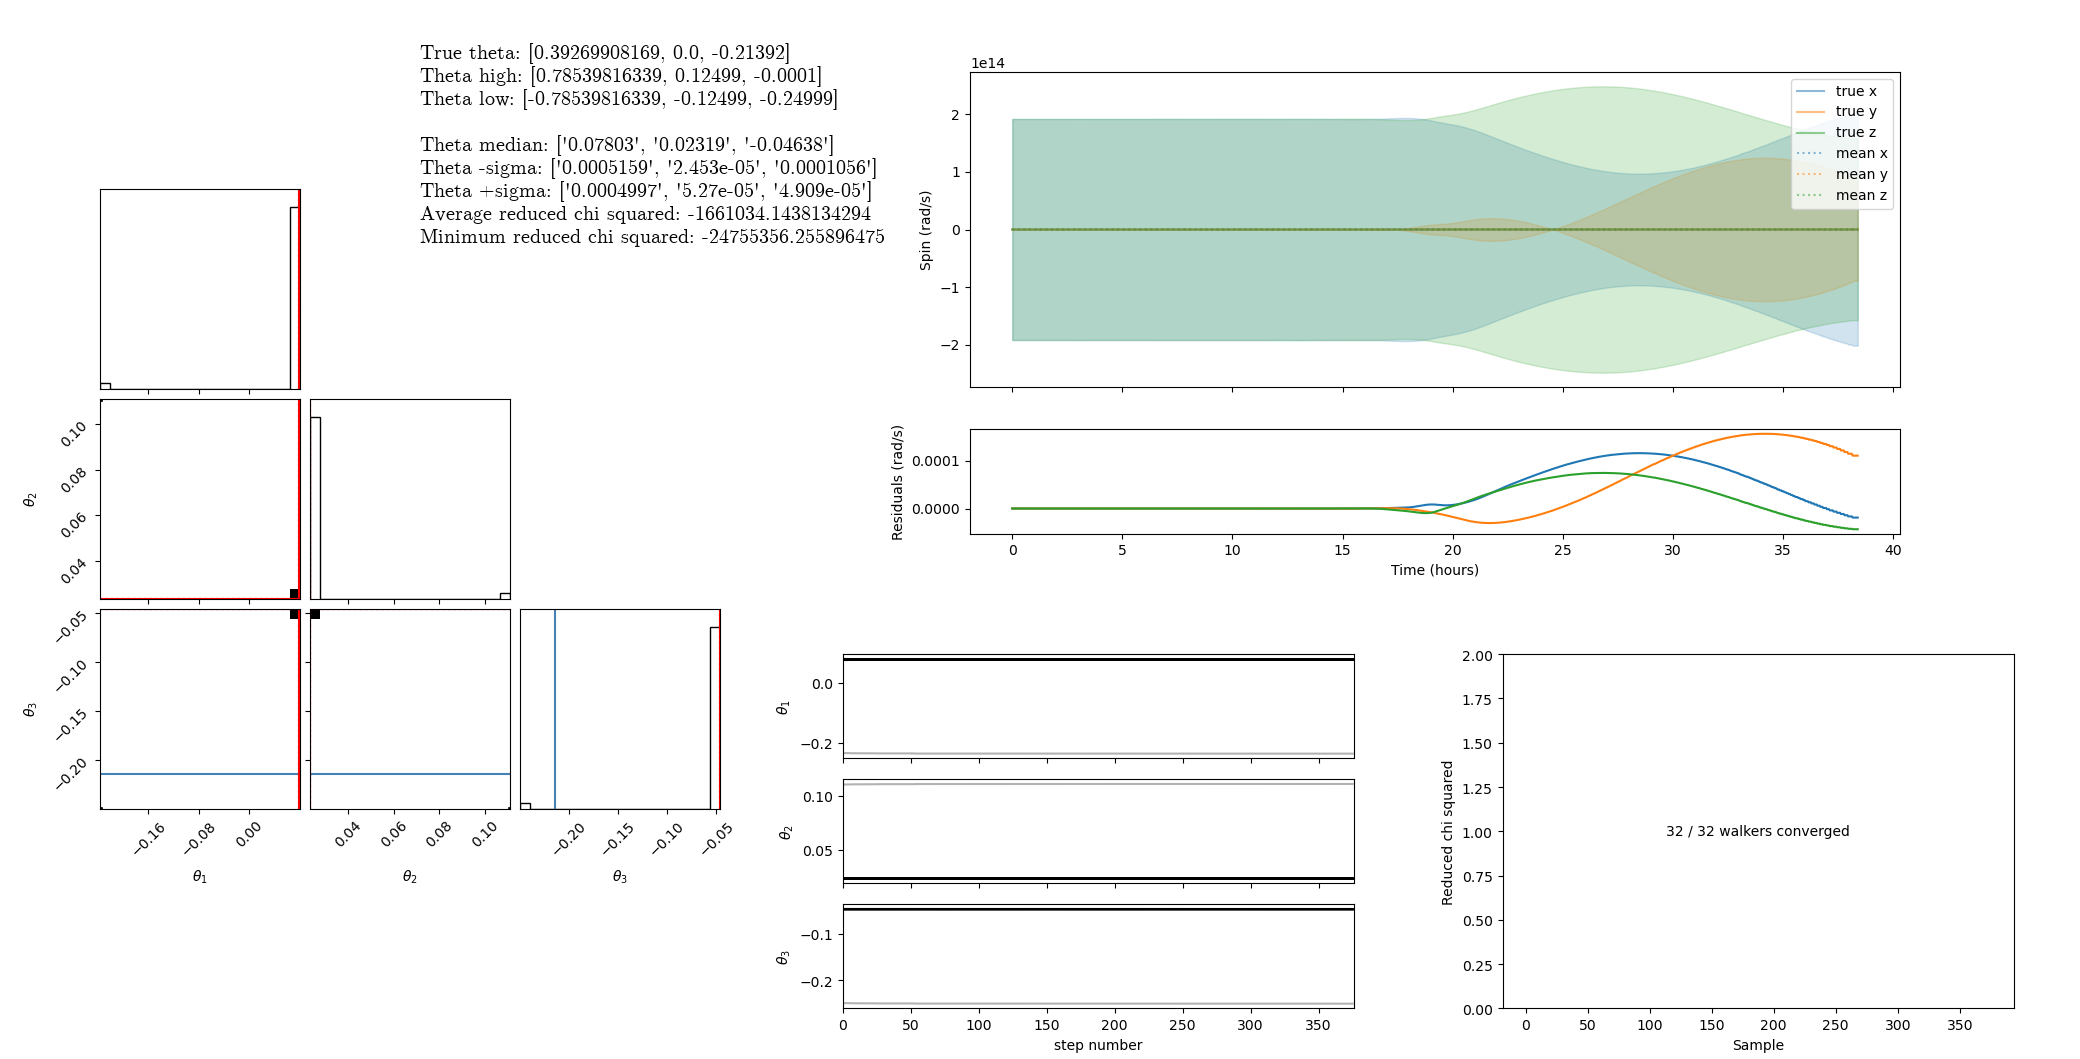 True theta: [0.39269908169, 0.0, -0.21392]
Theta high: [0.78539816339, 0.12499, -0.0001]
Theta low: [-0.78539816339, -0.12499, -0.24999]
Theta median: ['0.07803', '0.02319', '-0.04638']
Theta -sigma: ['0.0005159', '2.453e-05', '0.0001056']
Theta +sigma: ['0.0004997', '5.27e-05', '4.909e-05']
Average reduced chi squared: -1661034.1438134294
Minimum reduced chi squared: -24755356.255896475
θ2
0.10
0.08
0.06
0.04
θ3
−0.05
−0.10
−0.15
−0.20
−0.16
−0.08
0.00
θ1
0.04
0.06
0.08
0.10
θ2
−0.20
−0.15
−0.10
−0.05
θ3
1e14
Spin (rad/s)
2
1
0
−1
−2
true x
true y
true z
mean x
mean y
mean z
Residuals (rad/s)
0.0001
0.0000
0 5 10 15 20 25 30 35 40
Time (hours)
θ1
0.0
−0.2
θ2
0.10
0.05
θ3
−0.1
−0.2
0 50 100 150 200 250 300 350
step number
Reduced chi squared
2.00
1.75
1.50
1.25
1.00
0.75
0.50
0.25
0.00
32 / 32 walkers converged
0 50 100 150 200 250 300 350
Sample